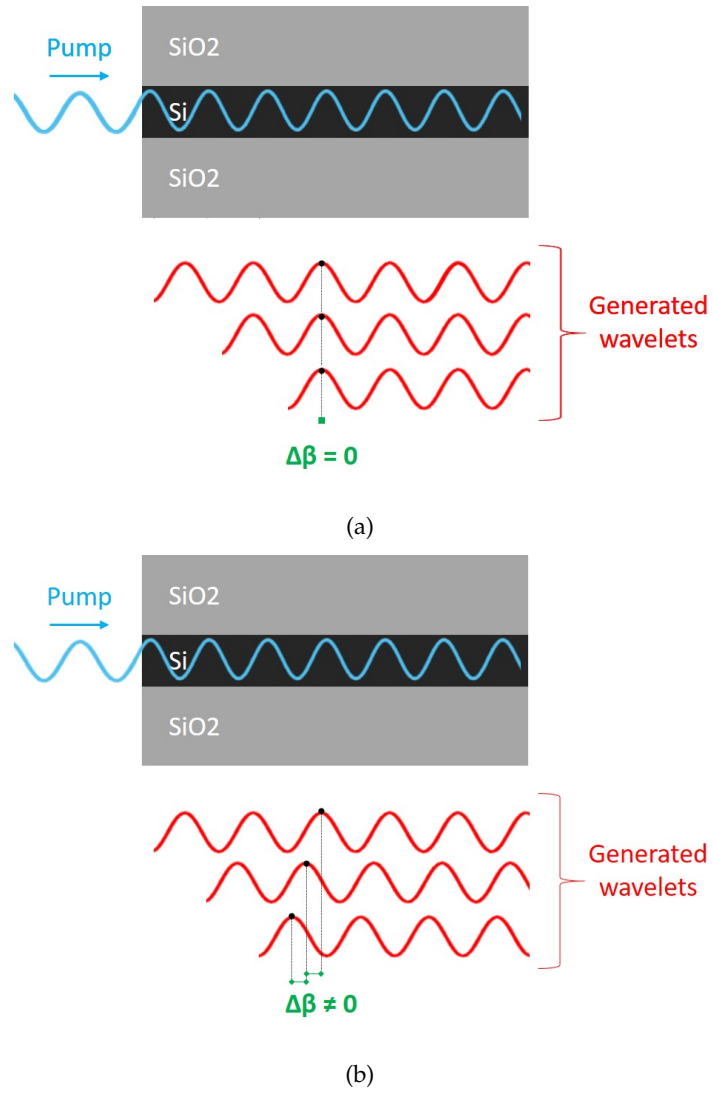 SiO2
Pump
Si
SiO2
Generated
wavelets
Δβ = 0
(a)
SiO2
Pump
Si
SiO2
Generated
wavelets
Δβ ≠ 0
(b)